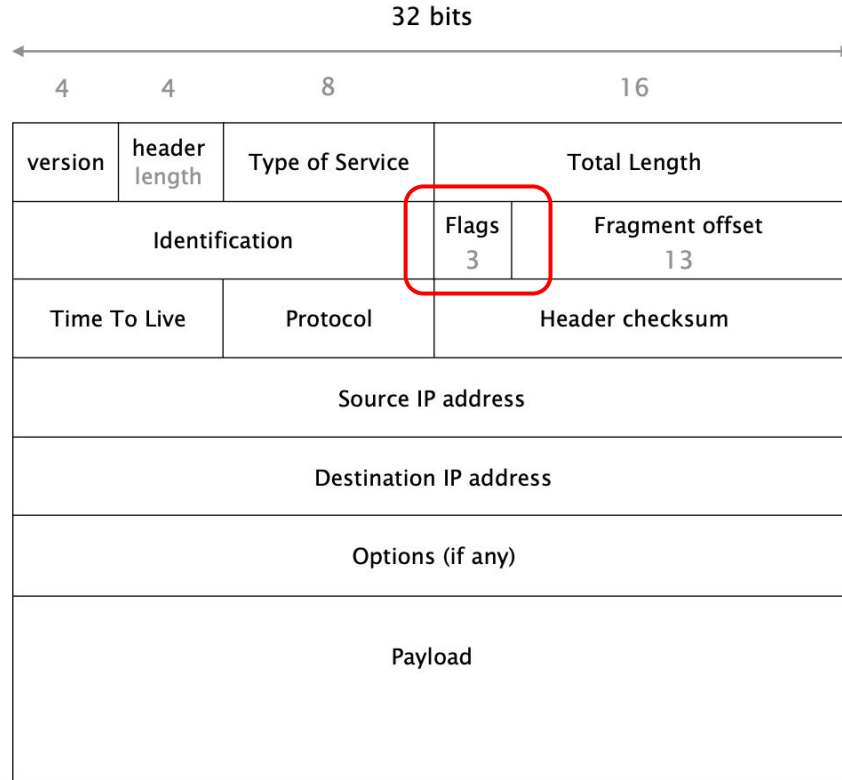 32 bits
4 4 8 16
version header length Type of Service Total Length
Identification Flags 3 Fragment offset 13
Time To Live Protocol Header checksum
Source IP address
Destination IP address
Options (if any)
Payload